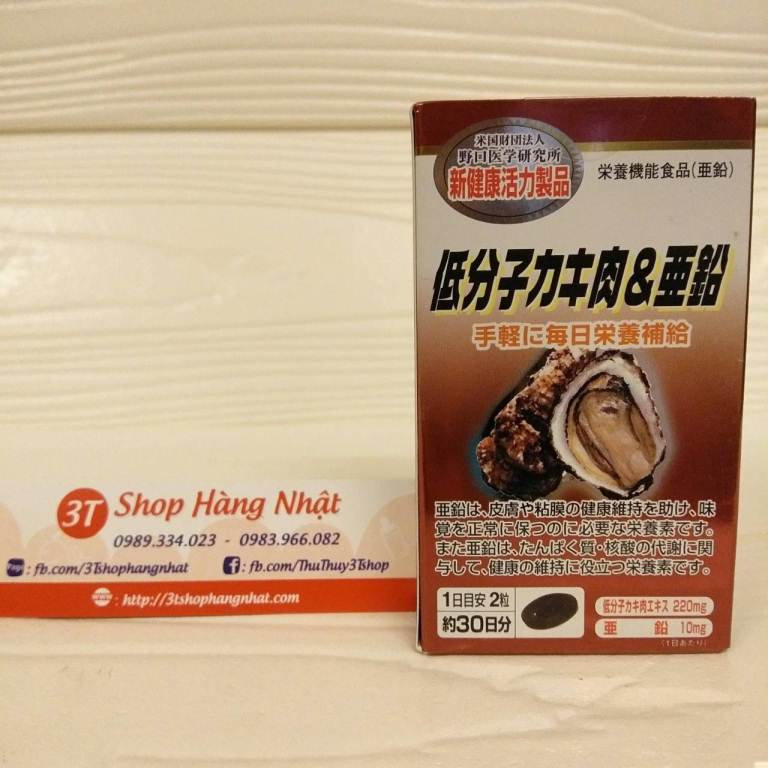 米国財団法人
野口医学研究所
新健康活力製品
栄養機能食品(亜鉛)
低分子カキ肉&亜鉛
手軽に毎日栄養補給
亜鉛は、皮膚や粘膜の健康維持を助け、味
覚を正常に保つのに必要な栄養素です。
また亜鉛は、たんぱく質・核酸の代謝に関
与して、健康の維持に役立つ栄養素です。
1日目安 2粒
約30日分
低分子カキ肉エキス 220mg
亜鉛 10mg
(1日あたり)
3T Shop Hàng Nhật
0989.334.023 - 0983.966.082
Page : fb.com/3Tshophangnhat
f : fb.com/ThuThuy3Tshop
www : http://3tshophangnhat.com